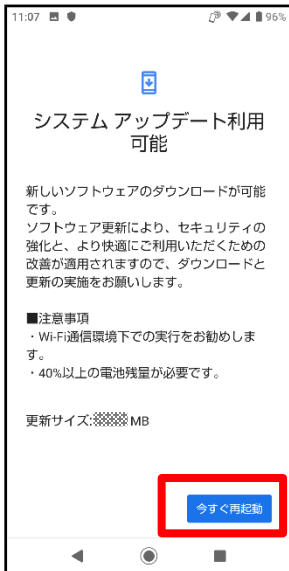 11:07 96%
システム アップデート利用
可能
新しいソフトウェアのダウンロードが可能
です。
ソフトウェア更新により、セキュリティの
強化と、より快適にご利用いただくための
改善が適用されますので、ダウンロードと
更新の実施をお願いします。
■注意事項
・Wi-Fi通信環境下での実行をお勧めしま
す。
・40%以上の電池残量が必要です。
更新サイズ: MB
今すぐ再起動